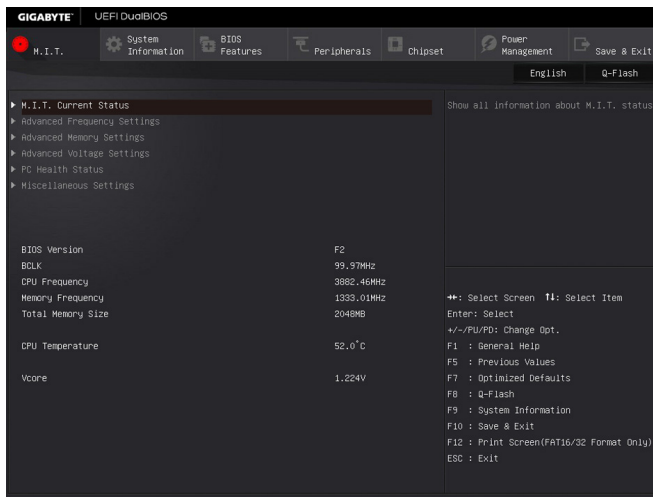 GIGABYTE™ UEFI DualBIOS
M.I.T. System Information BIOS Features Peripherals Chipset Power Management Save & Exit
English Q-Flash
M.I.T. Current Status
Advanced Frequency Settings
Advanced Memory Settings
Advanced Voltage Settings
PC Health Status
Miscellaneous Settings
Show all information about M.I.T. status
BIOS Version F2
BCLK 99.97MHz
CPU Frequency 3882.46MHz
Memory Frequency 1333.01MHz
Total Memory Size 2048MB
CPU Temperature 52.0°C
Vcore 1.224V
→←: Select Screen ↑↓: Select Item
Enter: Select
+/-/PU/PD: Change Opt.
F1 : General Help
F5 : Previous Values
F7 : Optimized Defaults
F8 : Q-Flash
F9 : System Information
F10 : Save & Exit
F12 : Print Screen(FAT16/32 Format Only)
ESC : Exit